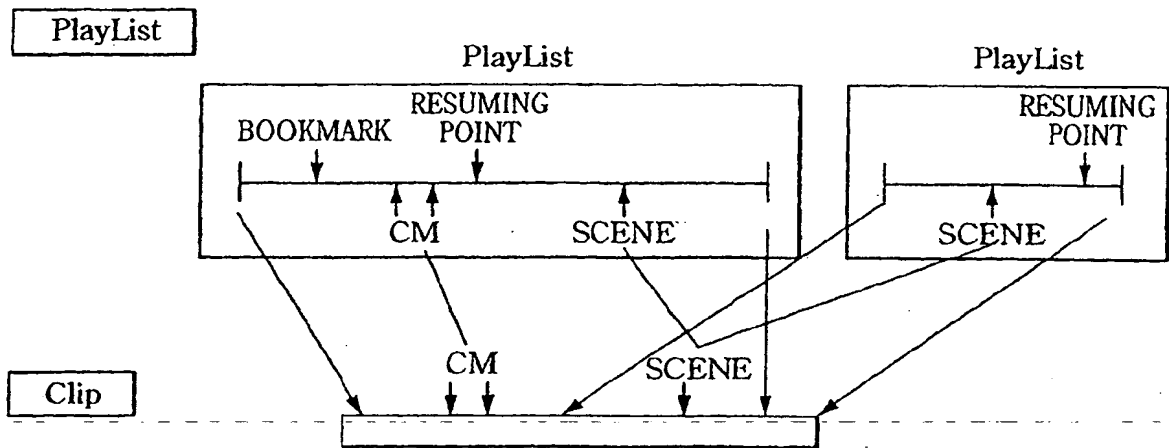 PlayList
PlayList
PlayList
BOOKMARK
RESUMING
POINT
CM
SCENE
RESUMING
POINT
SCENE
CM
SCENE
Clip